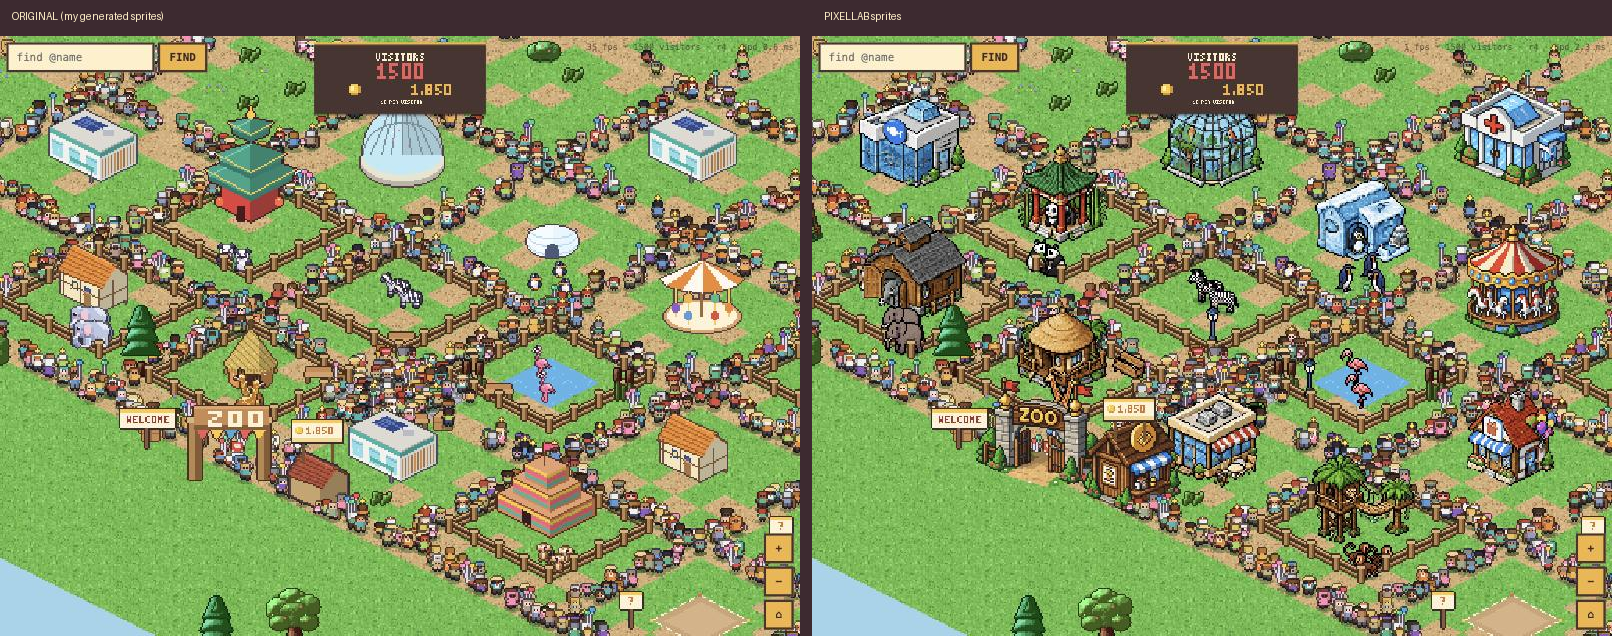 ORIGINAL (my generated sprites)
find @name
FIND
VISITORS
1500
1.850
WELCOME
ZOO
1.850
?
+
−
⌂
?
PIXELLAB sprites
find @name
FIND
VISITORS
1500
1.850
WELCOME
ZOO
1.850
?
+
−
⌂
?